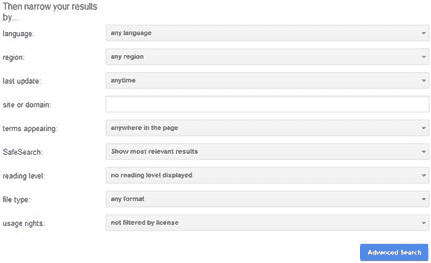 Then narrow your results
by...
language: any language
region: any region
last update: anytime
site or domain:
terms appearing: anywhere in the page
SafeSearch: Show most relevant results
reading level: no reading level displayed
file type: any format
usage rights: not filtered by license
Advanced Search